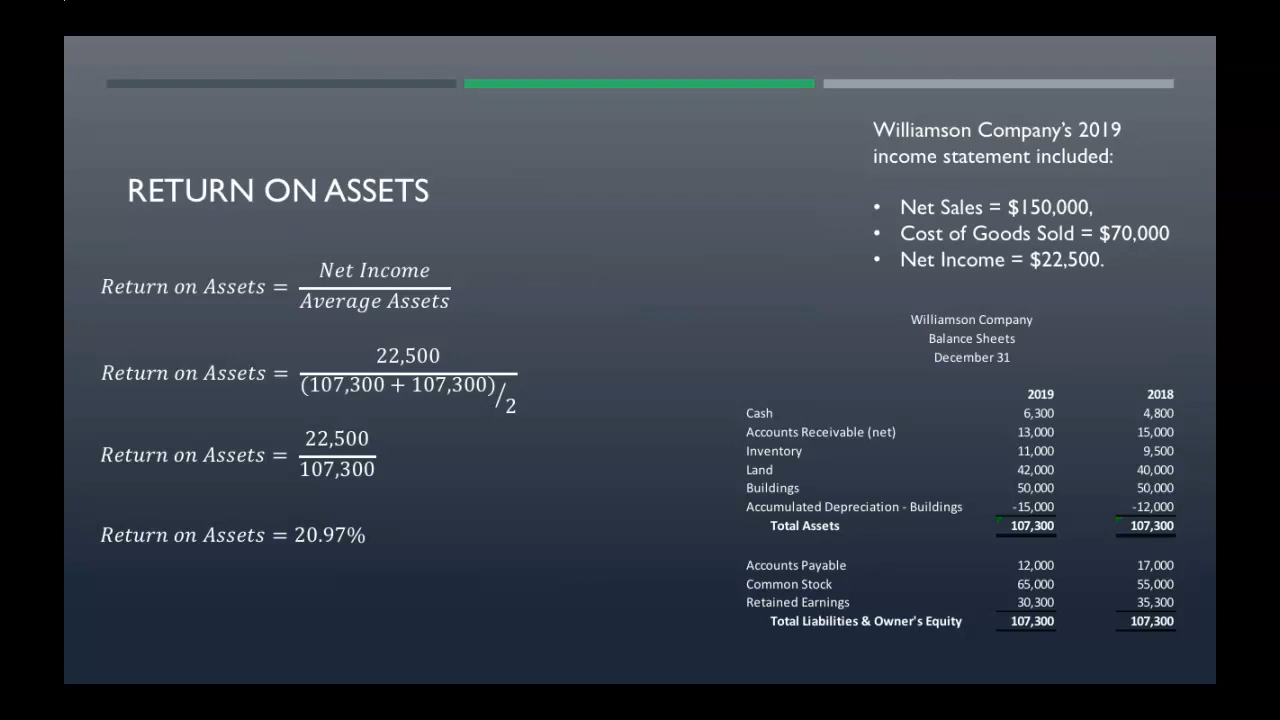 RETURN ON ASSETS
Return on Assets = Net Income / Average Assets
Return on Assets = 22,500 / (107,300 + 107,300)/2
Return on Assets = 22,500 / 107,300
Return on Assets = 20.97%
Williamson Company’s 2019
income statement included:
• Net Sales = $150,000,
• Cost of Goods Sold = $70,000
• Net Income = $22,500.
Williamson Company
Balance Sheets
December 31
2019 2018
Cash 6,300 4,800
Accounts Receivable (net) 13,000 15,000
Inventory 11,000 9,500
Land 42,000 40,000
Buildings 50,000 50,000
Accumulated Depreciation - Buildings -15,000 -12,000
Total Assets 107,300 107,300
Accounts Payable 12,000 17,000
Common Stock 65,000 55,000
Retained Earnings 30,300 35,300
Total Liabilities & Owner's Equity 107,300 107,300